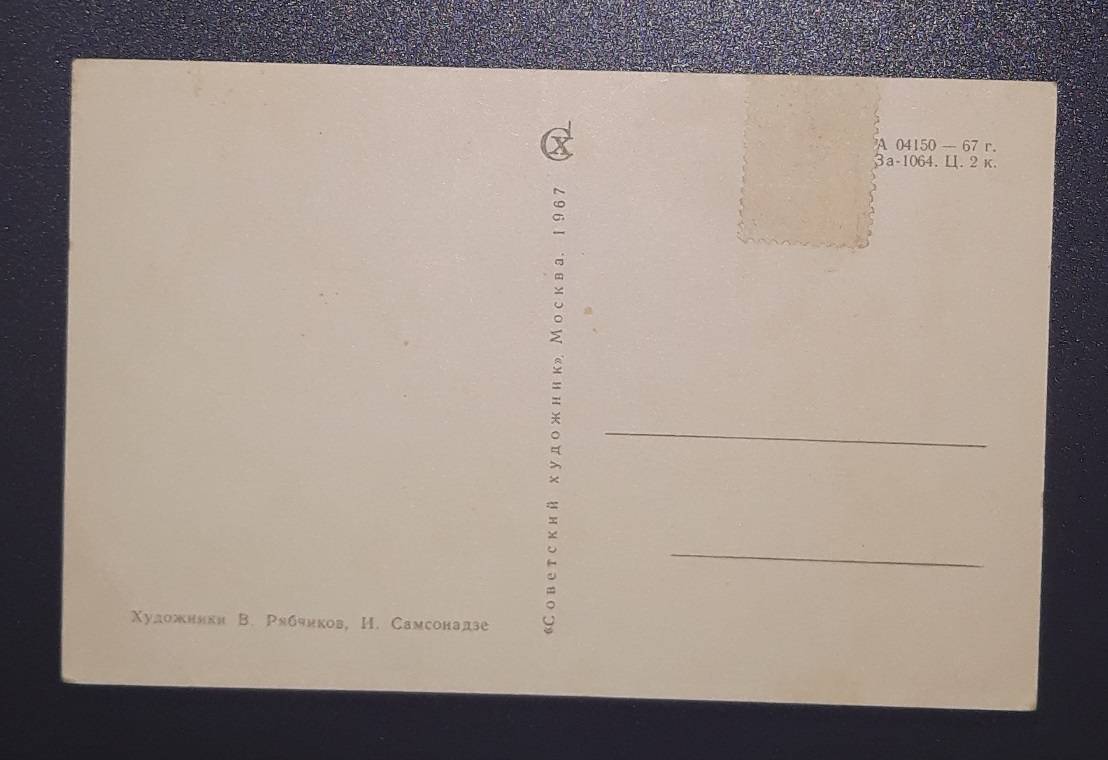 СХ
А 04150 — 67 г.
За-1064. Ц. 2 к.
«Советский художник». Москва. 1967
Художники В. Рябчиков, И. Самсонадзе